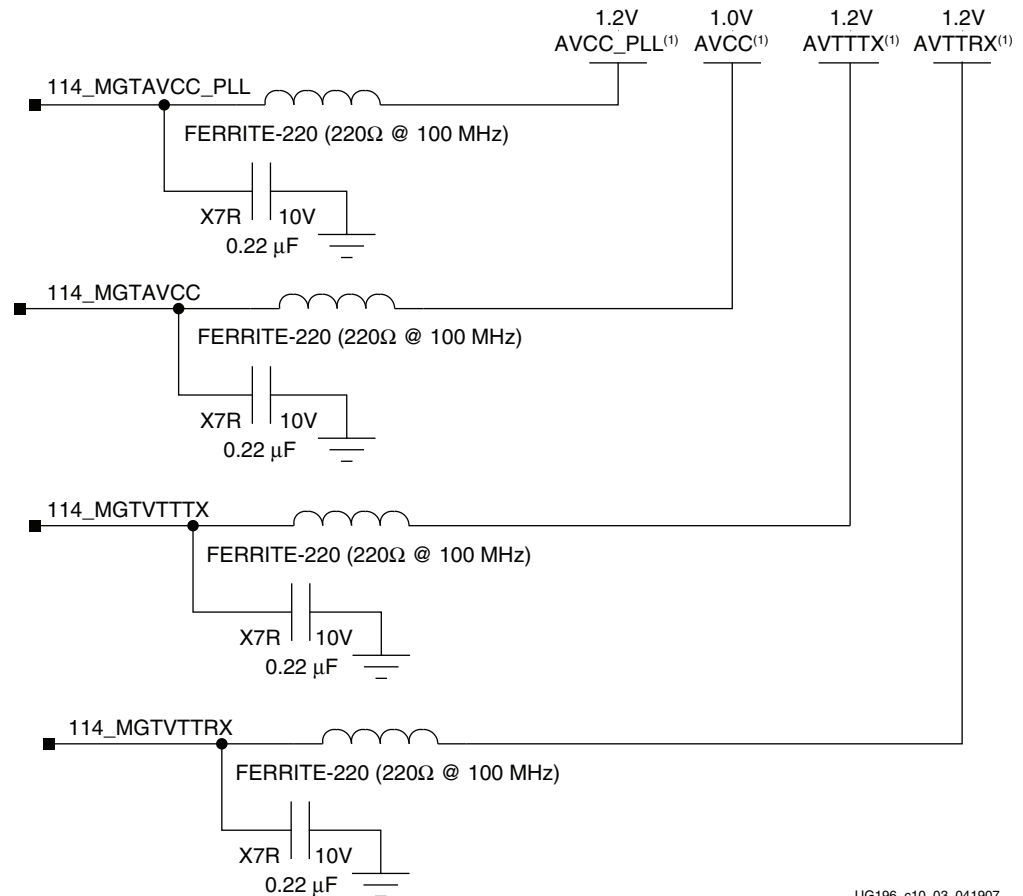 1.2V 1.0V 1.2V 1.2V
AVCC_PLL(1) AVCC(1) AVTTTX(1) AVTTRX(1)
114_MGTAVCC_PLL
FERRITE-220 (220Ω @ 100 MHz)
X7R 10V
0.22 μF
114_MGTAVCC
FERRITE-220 (220Ω @ 100 MHz)
X7R 10V
0.22 μF
114_MGTVTTTX
FERRITE-220 (220Ω @ 100 MHz)
X7R 10V
0.22 μF
114_MGTVTTRX
FERRITE-220 (220Ω @ 100 MHz)
X7R 10V
0.22 μF
UG196_c10_03_041907